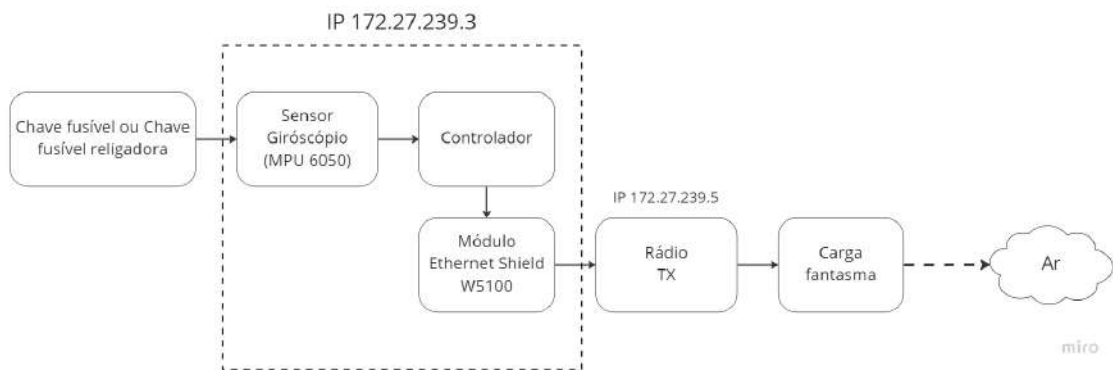 IP 172.27.239.3
Chave fusível ou Chave
fusível religadora
Sensor
Giróscópio
(MPU 6050)
Controlador
Módulo
Ethernet Shield
W5100
IP 172.27.239.5
Rádio
TX
Carga
fantasma
Ar
miro